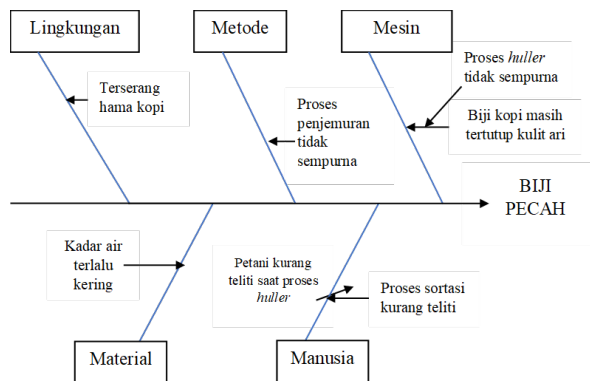 Lingkungan
Metode
Mesin
Terserang
hama kopi
Proses
penjemuran
tidak
sempurna
Proses huller
tidak sempurna
Biji kopi masih
tertutup kulit ari
BIJI
PECAH
Kadar air
terlalu
kering
Petani kurang
teliti saat proses
huller
Proses sortasi
kurang teliti
Material
Manusia